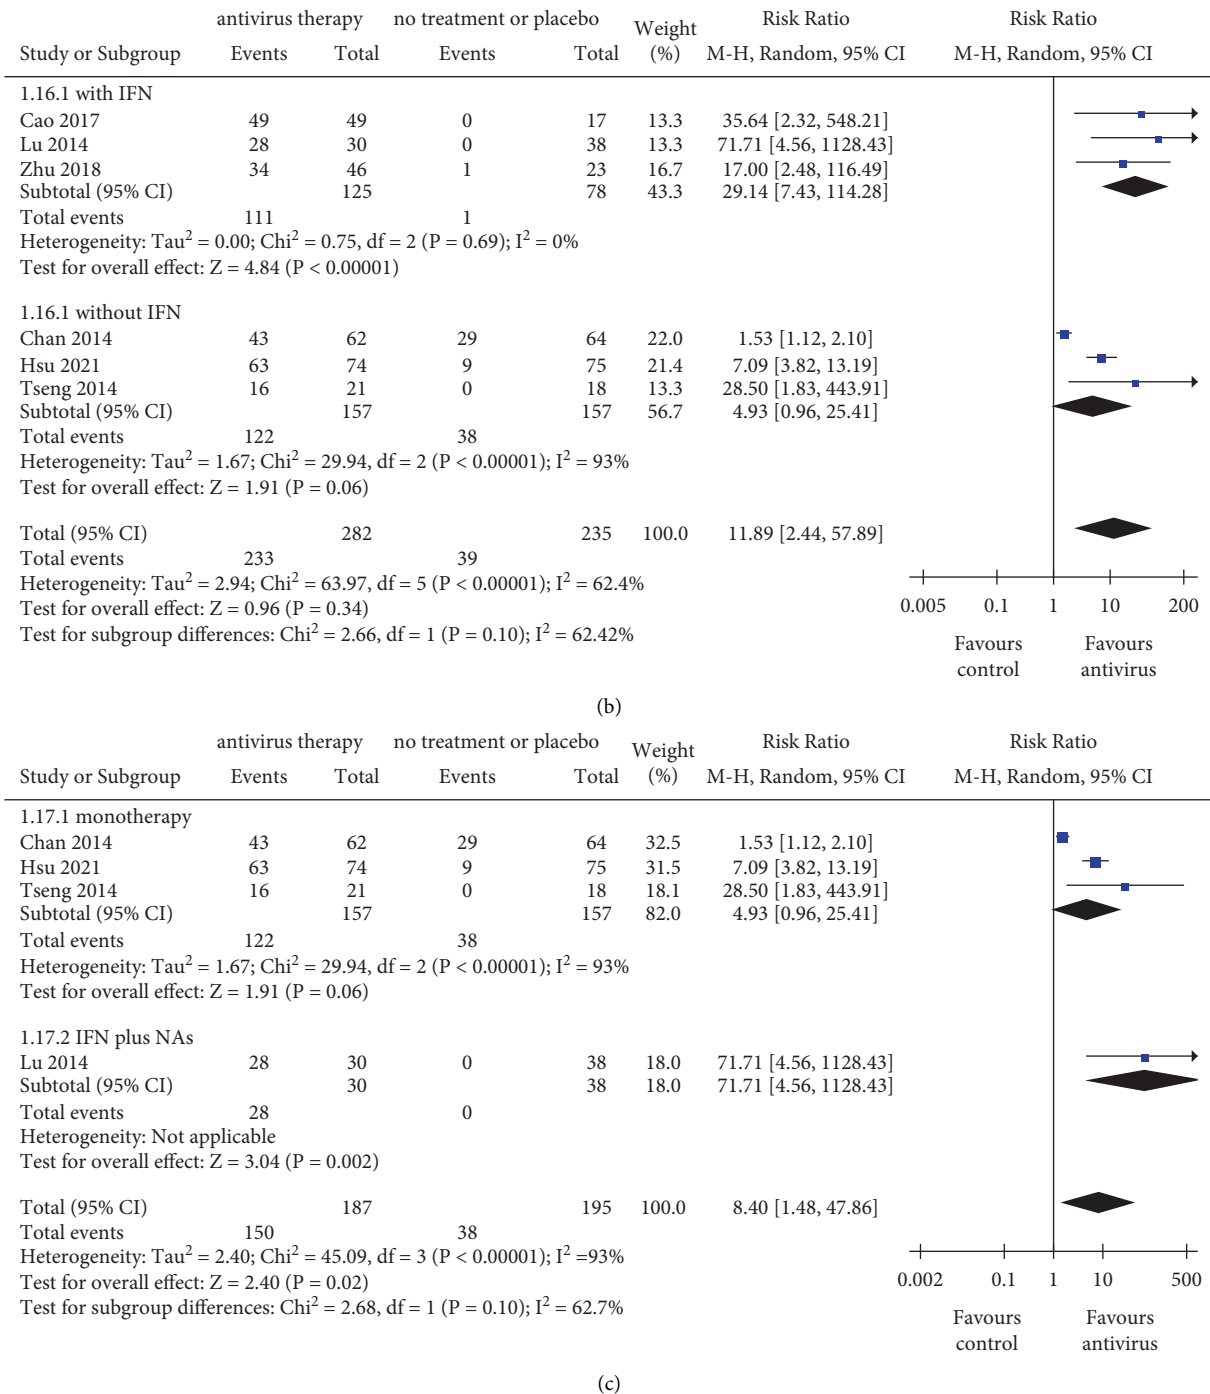 antivirus therapy no treatment or placebo Weight (%) Risk Ratio Risk Ratio
Study or Subgroup Events Total Events Total M-H, Random, 95% CI M-H, Random, 95% CI
1.16.1 with IFN
Cao 2017 49 49 0 17 13.3 35.64 [2.32, 548.21]
Lu 2014 28 30 0 38 13.3 71.71 [4.56, 1128.43]
Zhu 2018 34 46 1 23 16.7 17.00 [2.48, 116.49]
Subtotal (95% CI) 125 78 43.3 29.14 [7.43, 114.28]
Total events 111 1
Heterogeneity: Tau² = 0.00; Chi² = 0.75, df = 2 (P = 0.69); I² = 0%
Test for overall effect: Z = 4.84 (P < 0.00001)
1.16.1 without IFN
Chan 2014 43 62 29 64 22.0 1.53 [1.12, 2.10]
Hsu 2021 63 74 9 75 21.4 7.09 [3.82, 13.19]
Tseng 2014 16 21 0 18 13.3 28.50 [1.83, 443.91]
Subtotal (95% CI) 157 157 56.7 4.93 [0.96, 25.41]
Total events 122 38
Heterogeneity: Tau² = 1.67; Chi² = 29.94, df = 2 (P < 0.00001); I² = 93%
Test for overall effect: Z = 1.91 (P = 0.06)
Total (95% CI) 282 235 100.0 11.89 [2.44, 57.89]
Total events 233 39
Heterogeneity: Tau² = 2.94; Chi² = 63.97, df = 5 (P < 0.00001); I² = 62.4%
Test for overall effect: Z = 0.96 (P = 0.34)
Test for subgroup differences: Chi² = 2.66, df = 1 (P = 0.10); I² = 62.42%
0.005 0.1 1 10 200
Favours control Favours antivirus
(b)
antivirus therapy no treatment or placebo Weight (%) Risk Ratio Risk Ratio
Study or Subgroup Events Total Events Total M-H, Random, 95% CI M-H, Random, 95% CI
1.17.1 monotherapy
Chan 2014 43 62 29 64 32.5 1.53 [1.12, 2.10]
Hsu 2021 63 74 9 75 31.5 7.09 [3.82, 13.19]
Tseng 2014 16 21 0 18 18.1 28.50 [1.83, 443.91]
Subtotal (95% CI) 157 157 82.0 4.93 [0.96, 25.41]
Total events 122 38
Heterogeneity: Tau² = 1.67; Chi² = 29.94, df = 2 (P < 0.00001); I² = 93%
Test for overall effect: Z = 1.91 (P = 0.06)
1.17.2 IFN plus NAs
Lu 2014 28 30 0 38 18.0 71.71 [4.56, 1128.43]
Subtotal (95% CI) 30 38 18.0 71.71 [4.56, 1128.43]
Total events 28 0
Heterogeneity: Not applicable
Test for overall effect: Z = 3.04 (P = 0.002)
Total (95% CI) 187 195 100.0 8.40 [1.48, 47.86]
Total events 150 38
Heterogeneity: Tau² = 2.40; Chi² = 45.09, df = 3 (P < 0.00001); I² =93%
Test for overall effect: Z = 2.40 (P = 0.02)
Test for subgroup differences: Chi² = 2.68, df = 1 (P = 0.10); I² = 62.7%
0.002 0.1 1 10 500
Favours control Favours antivirus
(c)